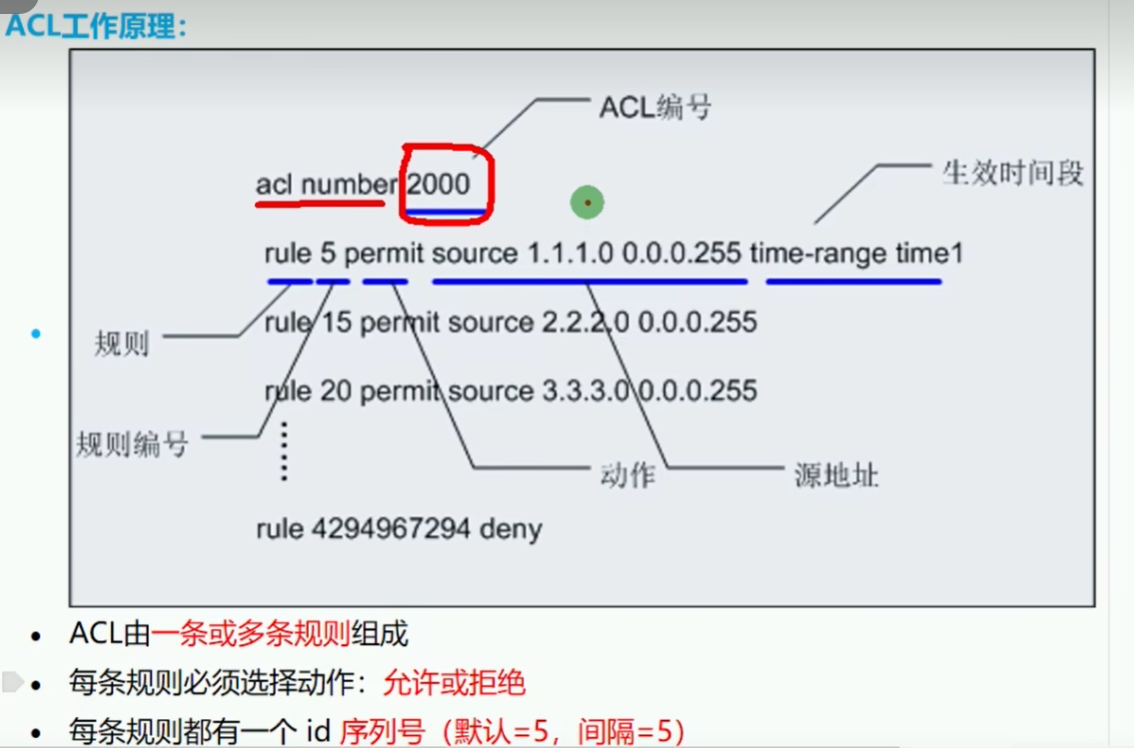 ACL工作原理：
ACL编号
acl number 2000
生效时间段
rule 5 permit source 1.1.1.0 0.0.0.255 time-range time1
rule 15 permit source 2.2.2.0 0.0.0.255
规则
rule 20 permit source 3.3.3.0 0.0.0.255
规则编号
动作
源地址
rule 4294967294 deny
ACL由一条或多条规则组成
每条规则必须选择动作：允许或拒绝
每条规则都有一个 id 序列号（默认=5，间隔=5）